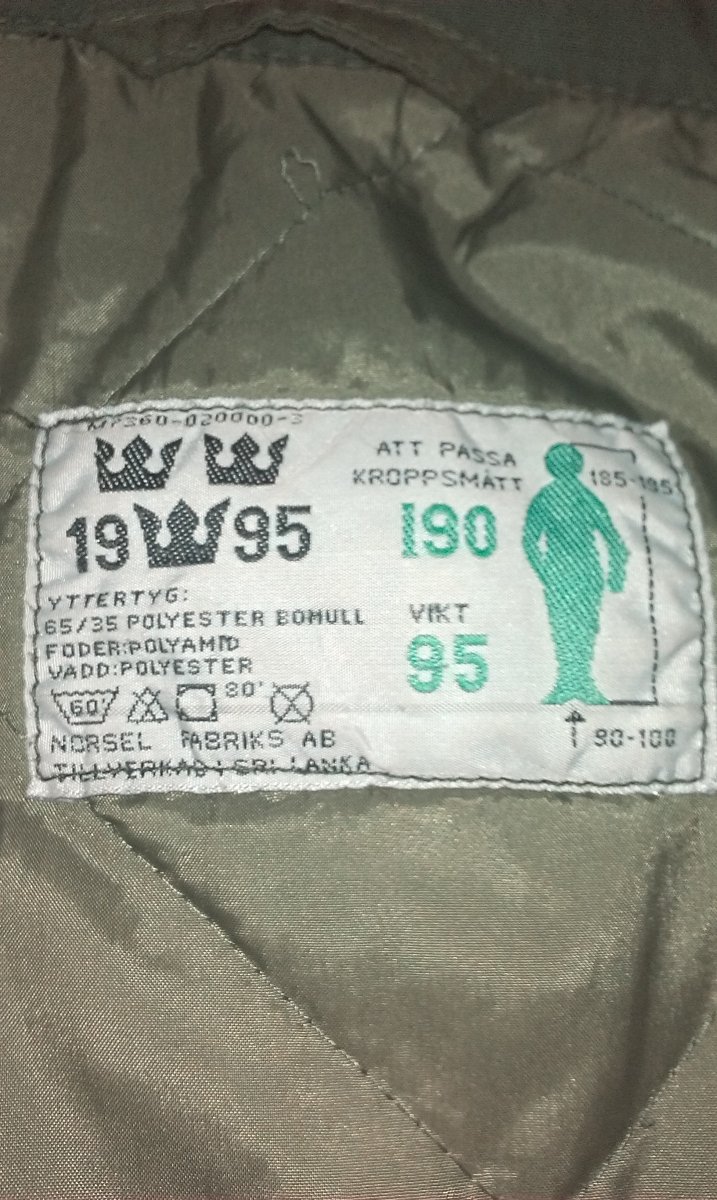 M7360-020000-3
19 95
YTTERTYG:
65/35 POLYESTER BOMULL
FODER:POLYAMID
VADD:POLYESTER
60 80°
NORSEL FABRIKS AB
TILLVERKAD I SRI LANKA
ATT PASSA
KROPPSMÅTT
190
VIKT
95
185-195
90-100